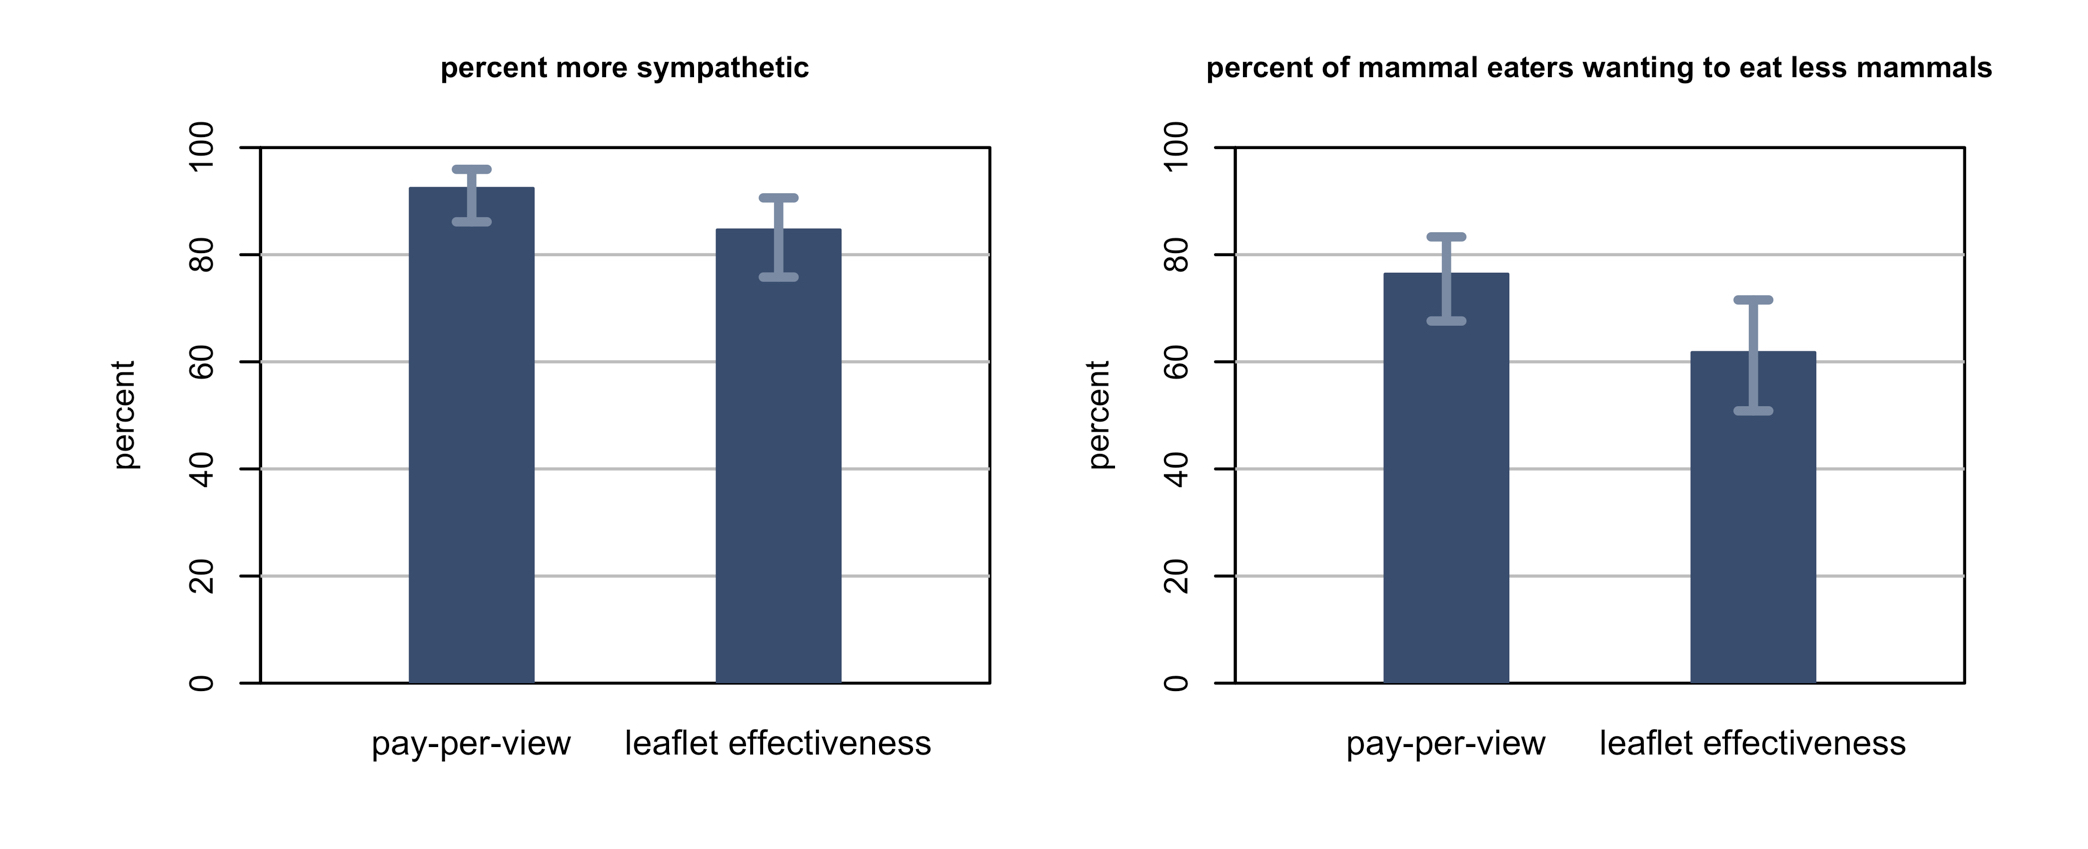 percent more sympathetic
percent
100
80
60
40
20
0
pay-per-view
leaflet effectiveness
percent of mammal eaters wanting to eat less mammals
percent
100
80
60
40
20
0
pay-per-view
leaflet effectiveness